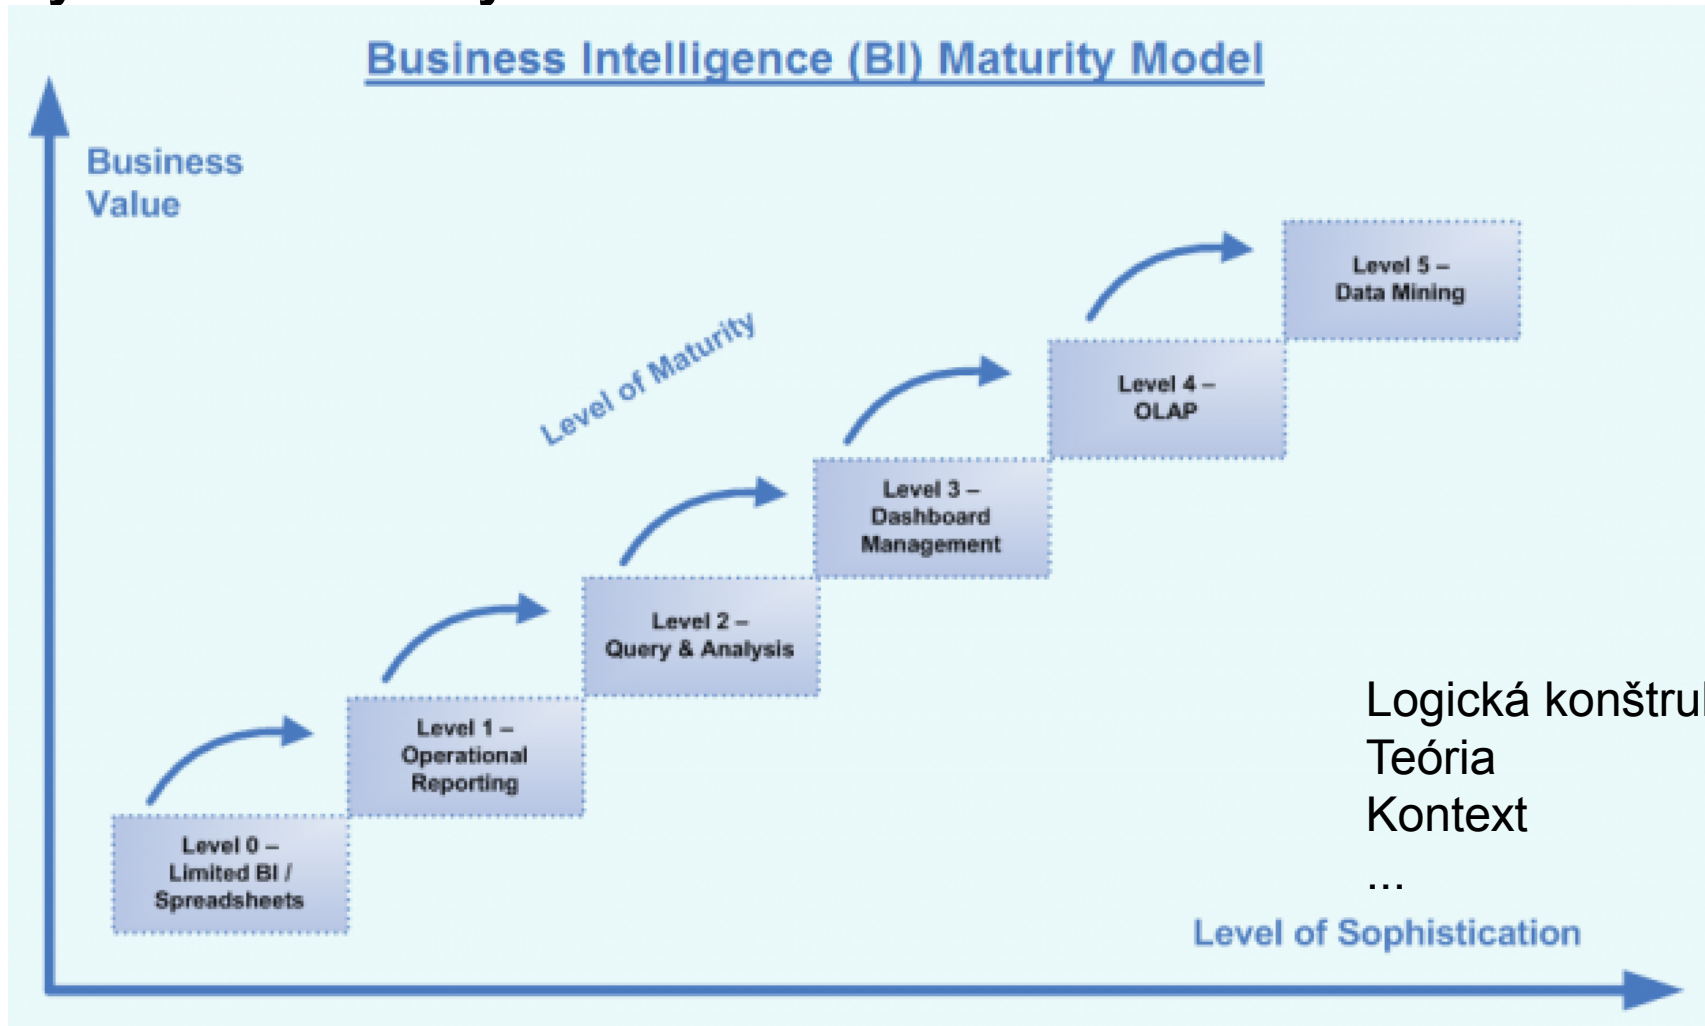 Business Intelligence (BI) Maturity Model
Business
Value
Level 5 –
Data Mining
Level of Maturity
Level 4 –
OLAP
Level 3 –
Dashboard
Management
Level 2 –
Query & Analysis
Level 1 –
Operational
Reporting
Level 0 –
Limited BI /
Spreadsheets
Logická
Teória
Kontext
...
Level of Sophistication